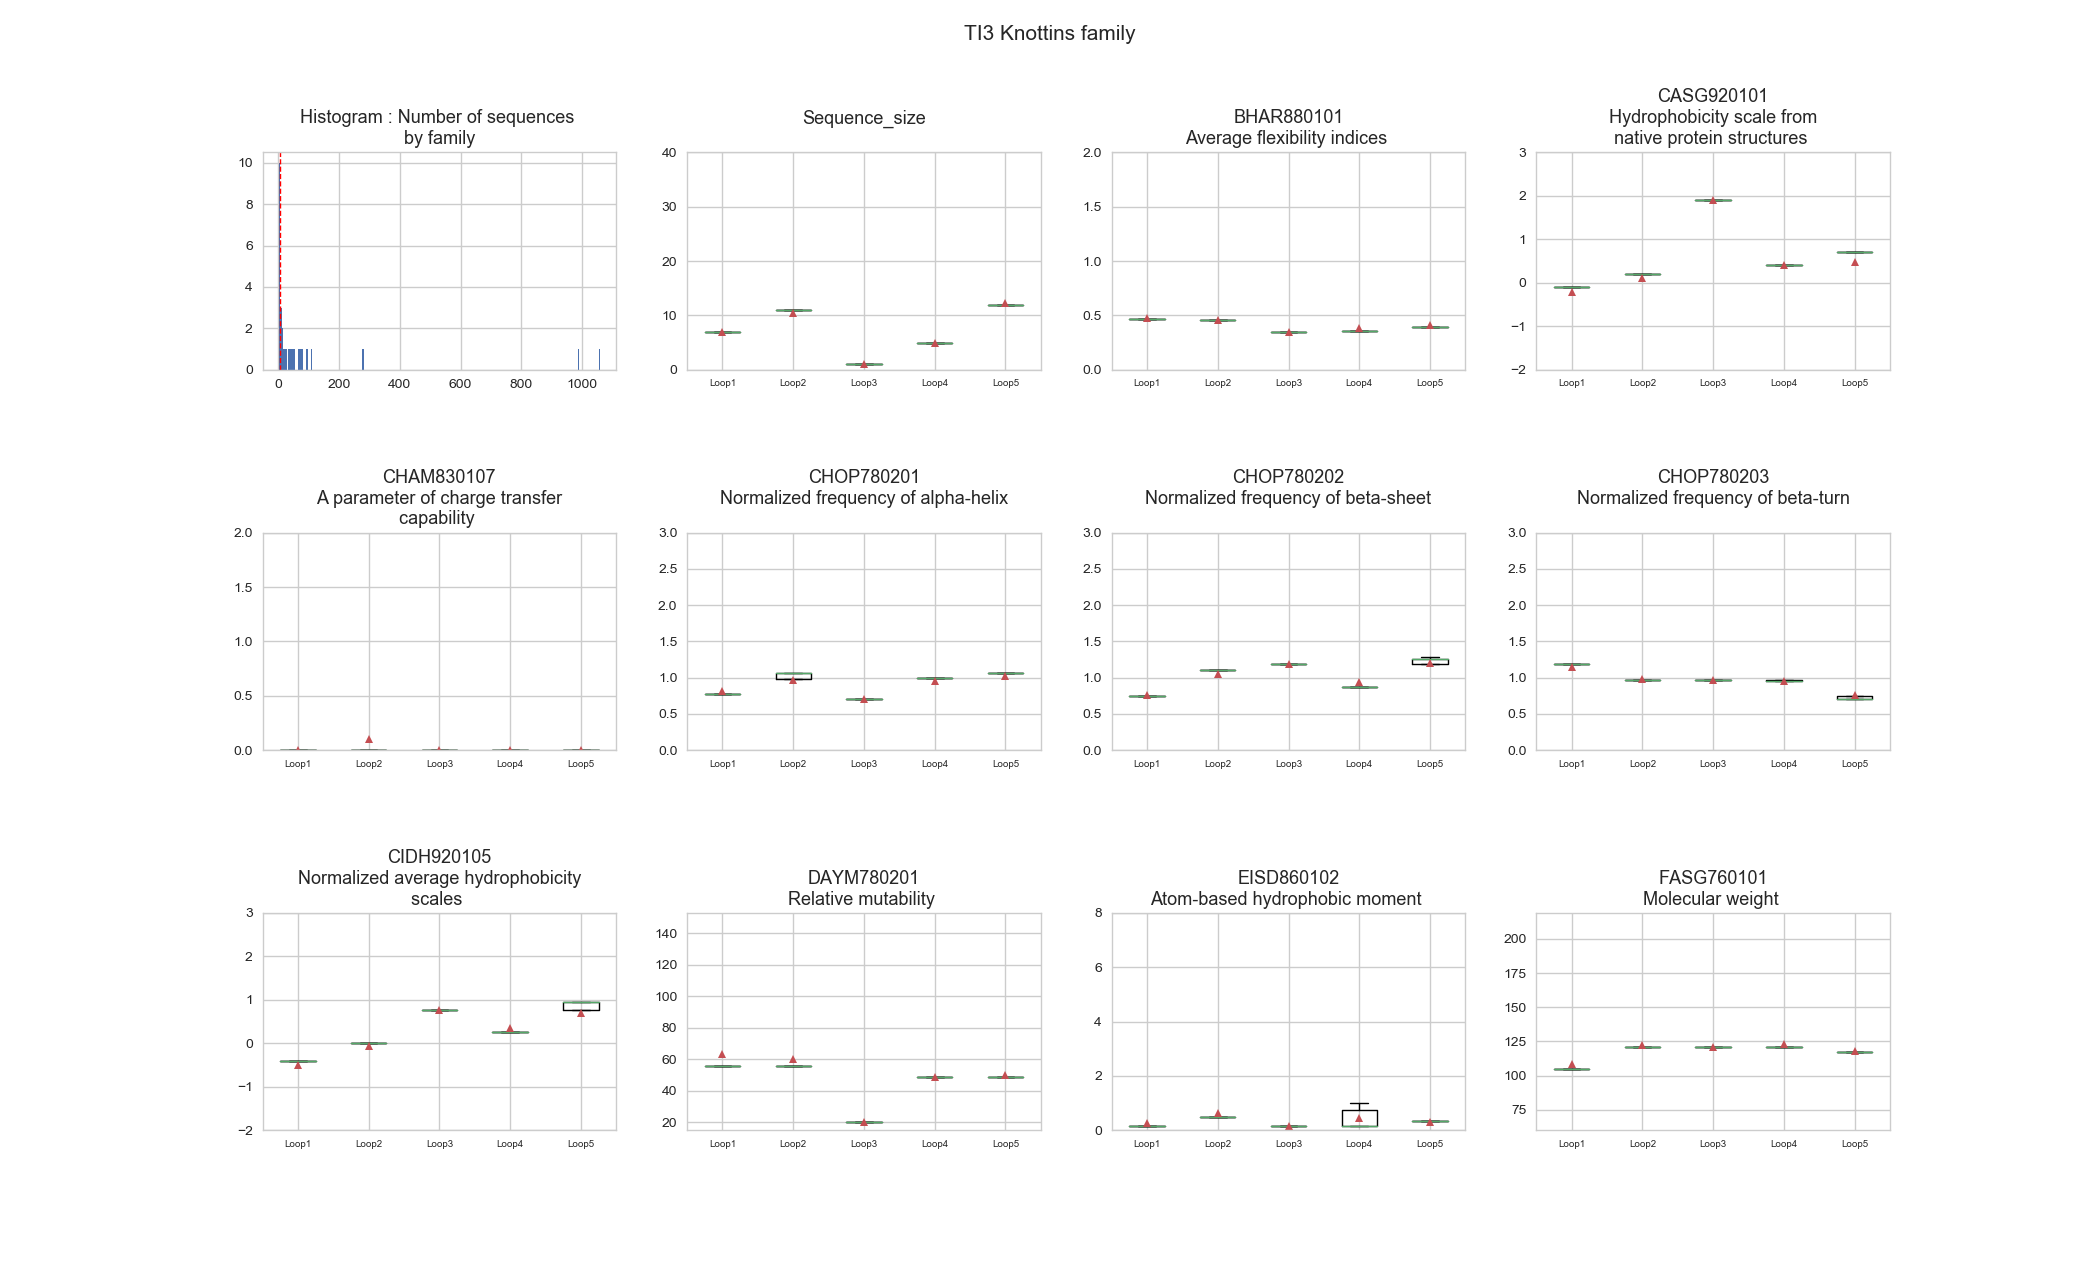 TI3 Knottins family
Histogram : Number of sequences
by family
10
8
6
4
2
0
0 200 400 600 800 1000
Sequence_size
40
30
20
10
0
Loop1 Loop2 Loop3 Loop4 Loop5
BHAR880101
Average flexibility indices
2.0
1.5
1.0
0.5
0.0
Loop1 Loop2 Loop3 Loop4 Loop5
CASG920101
Hydrophobicity scale from
native protein structures
3
2
1
0
−1
−2
Loop1 Loop2 Loop3 Loop4 Loop5
CHAM830107
A parameter of charge transfer
capability
2.0
1.5
1.0
0.5
0.0
Loop1 Loop2 Loop3 Loop4 Loop5
CHOP780201
Normalized frequency of alpha-helix
3.0
2.5
2.0
1.5
1.0
0.5
0.0
Loop1 Loop2 Loop3 Loop4 Loop5
CHOP780202
Normalized frequency of beta-sheet
3.0
2.5
2.0
1.5
1.0
0.5
0.0
Loop1 Loop2 Loop3 Loop4 Loop5
CHOP780203
Normalized frequency of beta-turn
3.0
2.5
2.0
1.5
1.0
0.5
0.0
Loop1 Loop2 Loop3 Loop4 Loop5
CIDH920105
Normalized average hydrophobicity
scales
3
2
1
0
−1
−2
Loop1 Loop2 Loop3 Loop4 Loop5
DAYM780201
Relative mutability
140
120
100
80
60
40
20
Loop1 Loop2 Loop3 Loop4 Loop5
EISD860102
Atom-based hydrophobic moment
8
6
4
2
0
Loop1 Loop2 Loop3 Loop4 Loop5
FASG760101
Molecular weight
200
175
150
125
100
75
Loop1 Loop2 Loop3 Loop4 Loop5